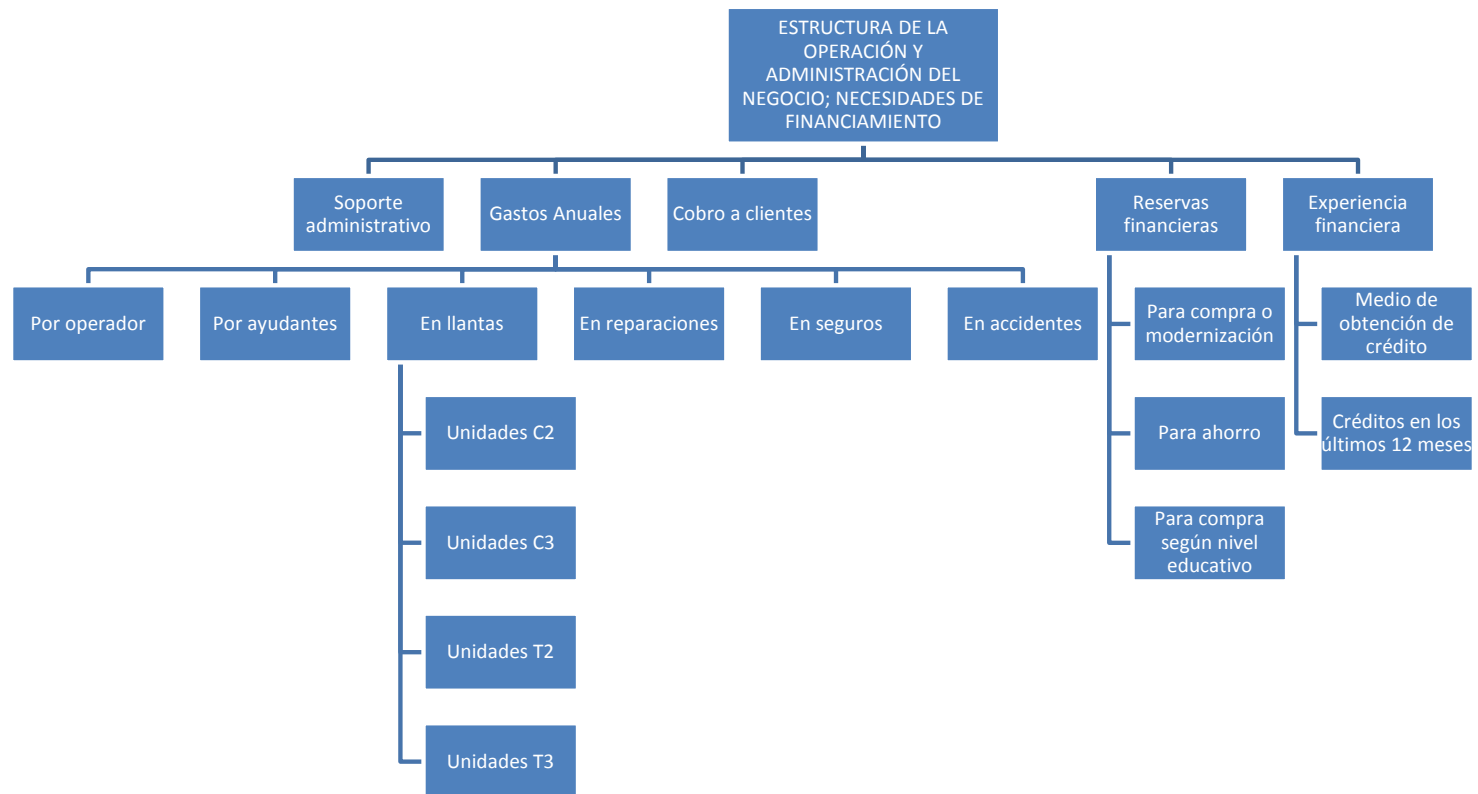 ESTRUCTURA DE LA
OPERACIÓN Y
ADMINISTRACIÓN DEL
NEGOCIO; NECESIDADES DE
FINANCIAMIENTO
Soporte
administrativo
Gastos Anuales
Cobro a clientes
Reservas
financieras
Experiencia
financiera
Por operador
Por ayudantes
En llantas
En reparaciones
En seguros
En accidentes
Para compra o
modernización
Medio de
obtención de
crédito
Unidades C2
Para ahorro
Créditos en los
últimos 12 meses
Unidades C3
Para compra
según nivel
educativo
Unidades T2
Unidades T3